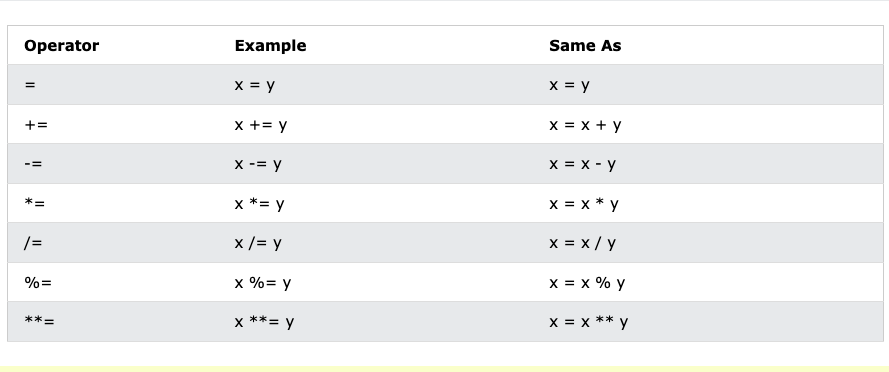 Operator Example Same As
= x = y x = y
+= x += y x = x + y
-= x -= y x = x - y
*= x *= y x = x * y
/= x /= y x = x / y
%= x %= y x = x % y
**= x **= y x = x ** y